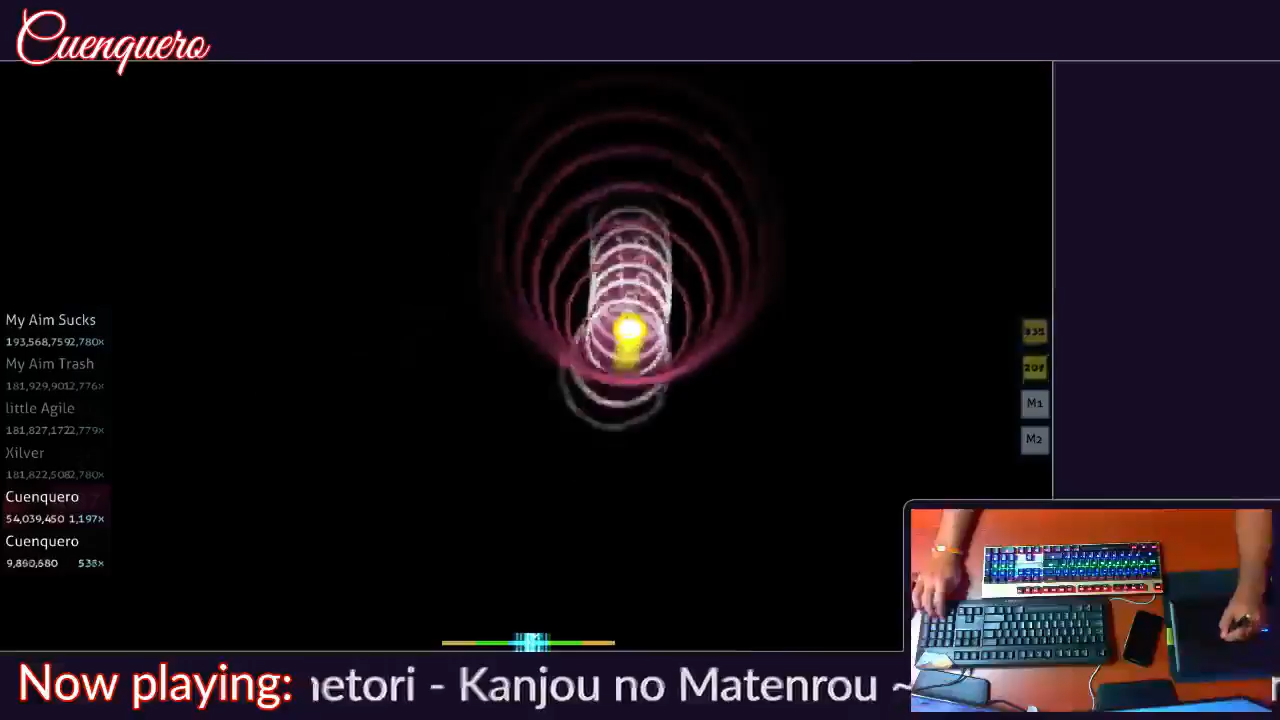 Cuenquero
My Aim Sucks
193,568,759 2,780x
My Aim Trash
181,929,901 2,776x
little Agile
181,827,172 2,779x
Xilver
181,822,508 2,780x
Cuenquero
54,039,450 1,197x
Cuenquero
9,860,680
M1
M2
Now playing: netori - Kanjou no Matenrou ~